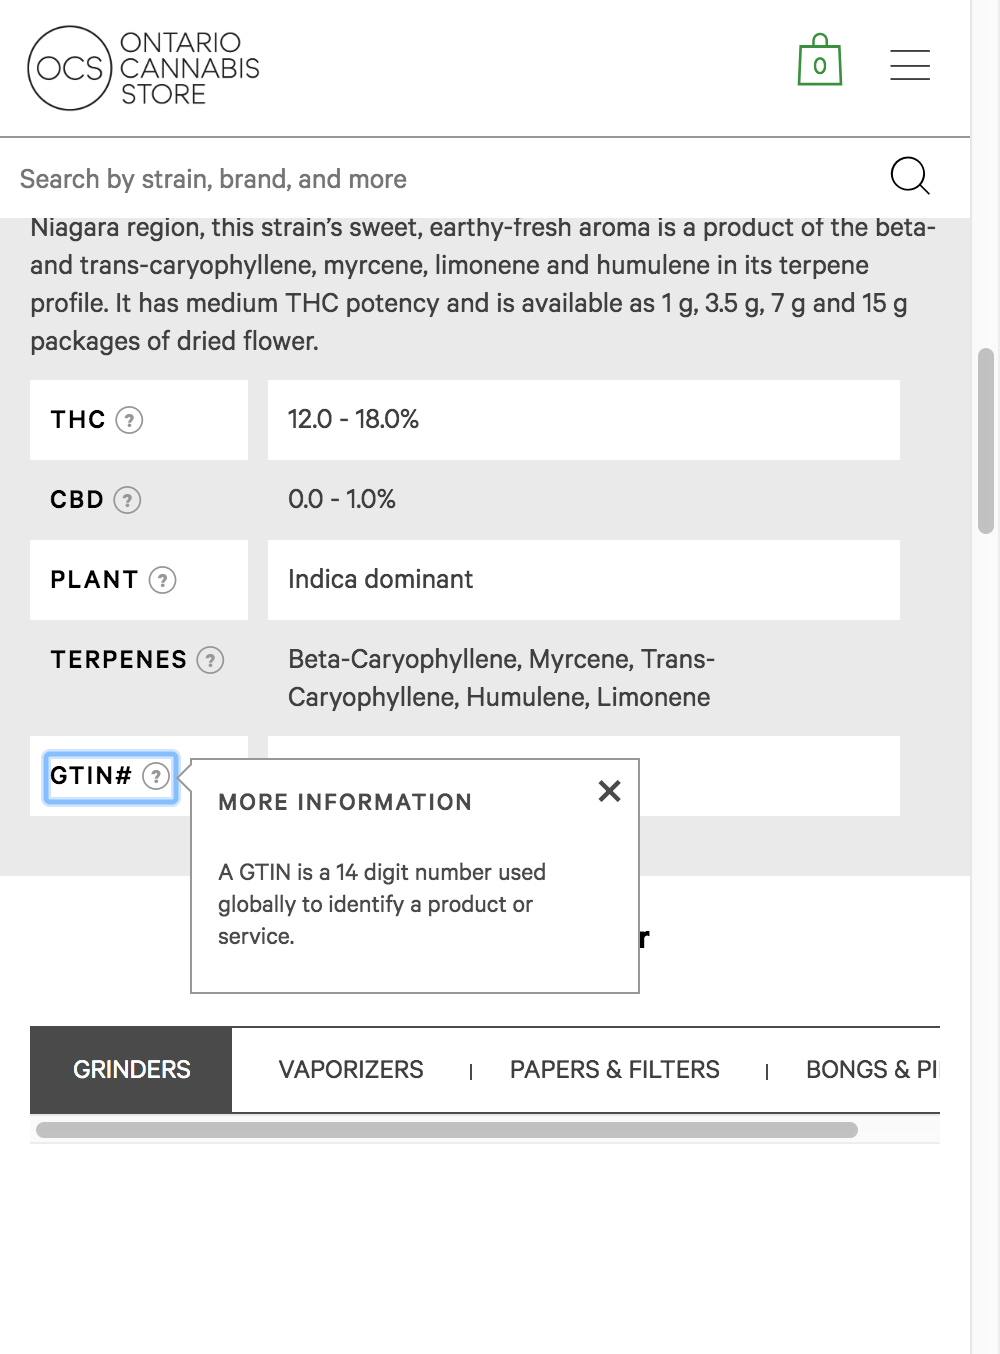 OCS
ONTARIO
CANNABIS
STORE
0
Search by strain, brand, and more
Niagara region, this strain's sweet, earthy-fresh aroma is a product of the beta-
and trans-caryophyllene, myrcene, limonene and humulene in its terpene
profile. It has medium THC potency and is available as 1 g, 3.5 g, 7 g and 15 g
packages of dried flower.
THC ? 12.0 - 18.0%
CBD ? 0.0 - 1.0%
PLANT ? Indica dominant
TERPENES ? Beta-Caryophyllene, Myrcene, Trans-
Caryophyllene, Humulene, Limonene
GTIN# ?
MORE INFORMATION
A GTIN is a 14 digit number used
globally to identify a product or
service.
GRINDERS VAPORIZERS | PAPERS & FILTERS | BONGS &